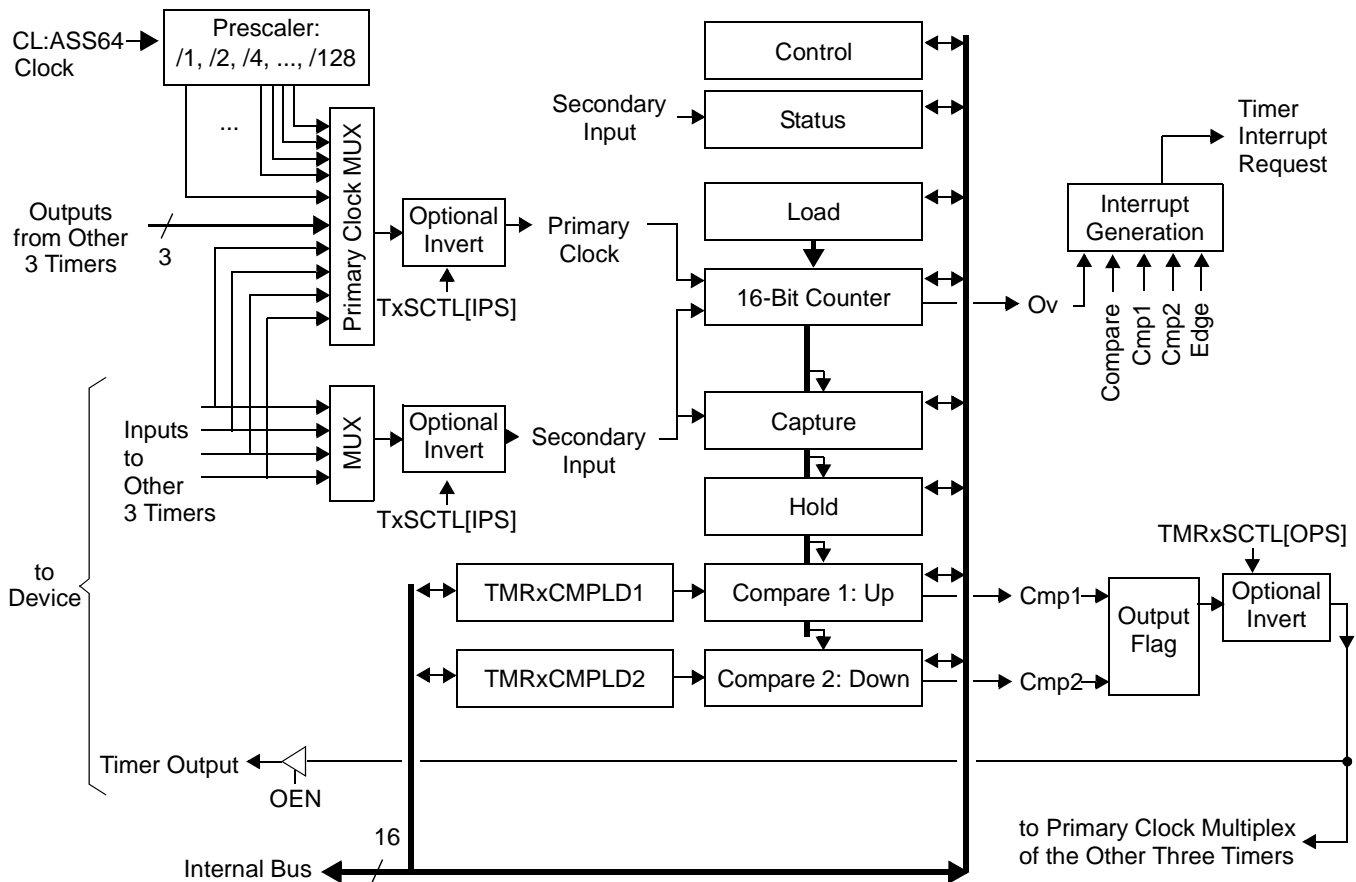 CL:ASS64
Clock
Prescaler:
/1, /2, /4, ..., /128
...
Primary Clock MUX
Outputs
from Other
3 Timers
3
Optional
Invert
TxSCTL[IPS]
Primary
Clock
Secondary
Input
Control
Status
Load
16-Bit Counter
Capture
Hold
Compare 1: Up
Compare 2: Down
Timer
Interrupt
Request
Interrupt
Generation
Ov
Compare
Cmp1
Cmp2
Edge
Inputs
to
Other
3 Timers
MUX
Optional
Invert
TxSCTL[IPS]
Secondary
Input
to
Device
TMRxCMPLD1
TMRxCMPLD2
Cmp1
Cmp2
Output
Flag
TMRxSCTL[OPS]
Optional
Invert
Timer Output
OEN
16
Internal Bus
to Primary Clock Multiplex
of the Other Three Timers